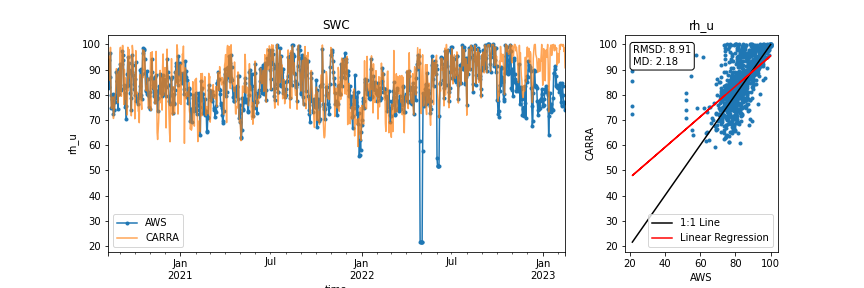 SWC
rh_u
100
90
80
70
60
50
40
30
20
AWS
CARRA
Jan
2021
Jul
Jan
2022
Jul
Jan
2023
time
rh_u
CARRA
100
90
80
70
60
50
40
30
20
RMSD: 8.91
MD: 2.18
1:1 Line
Linear Regression
20
40
60
80
100
AWS
rh_u